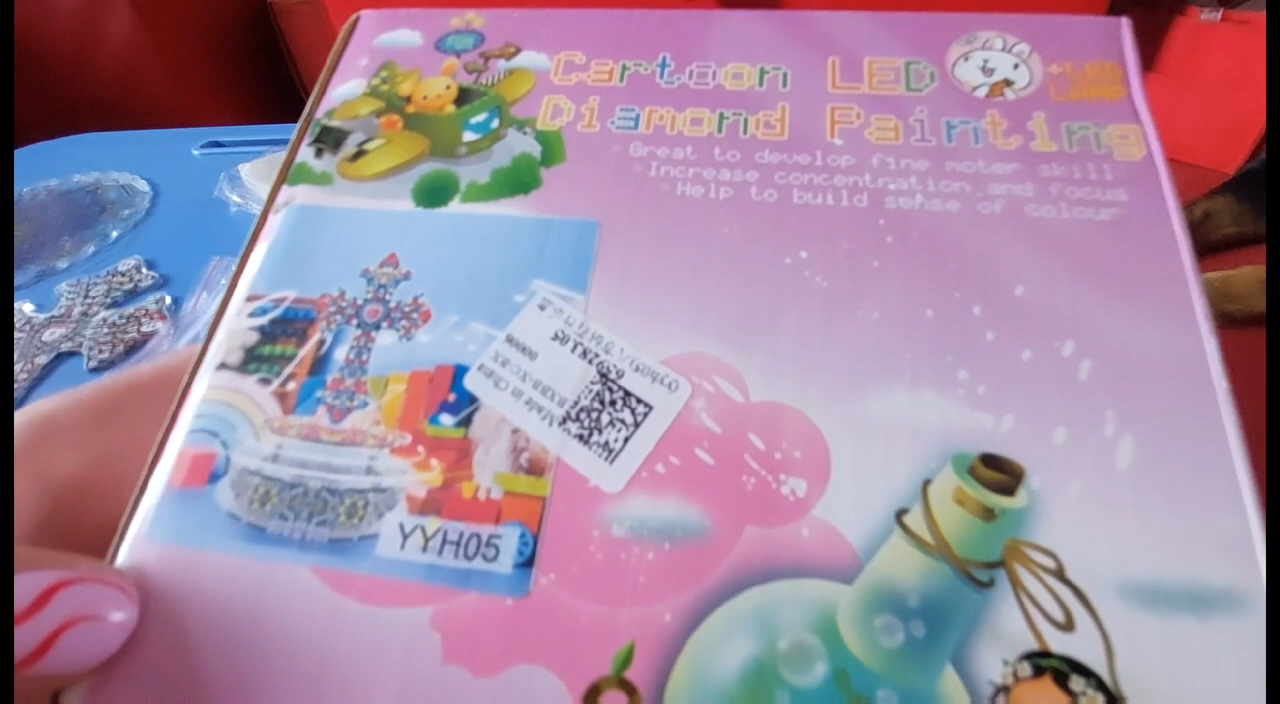 Cartoon LED
+LED
LAMP
Diamond Painting
Great to develop fine moter skill
Increase concentration and focus
Help to build sense of colour
Made in China
YYH05